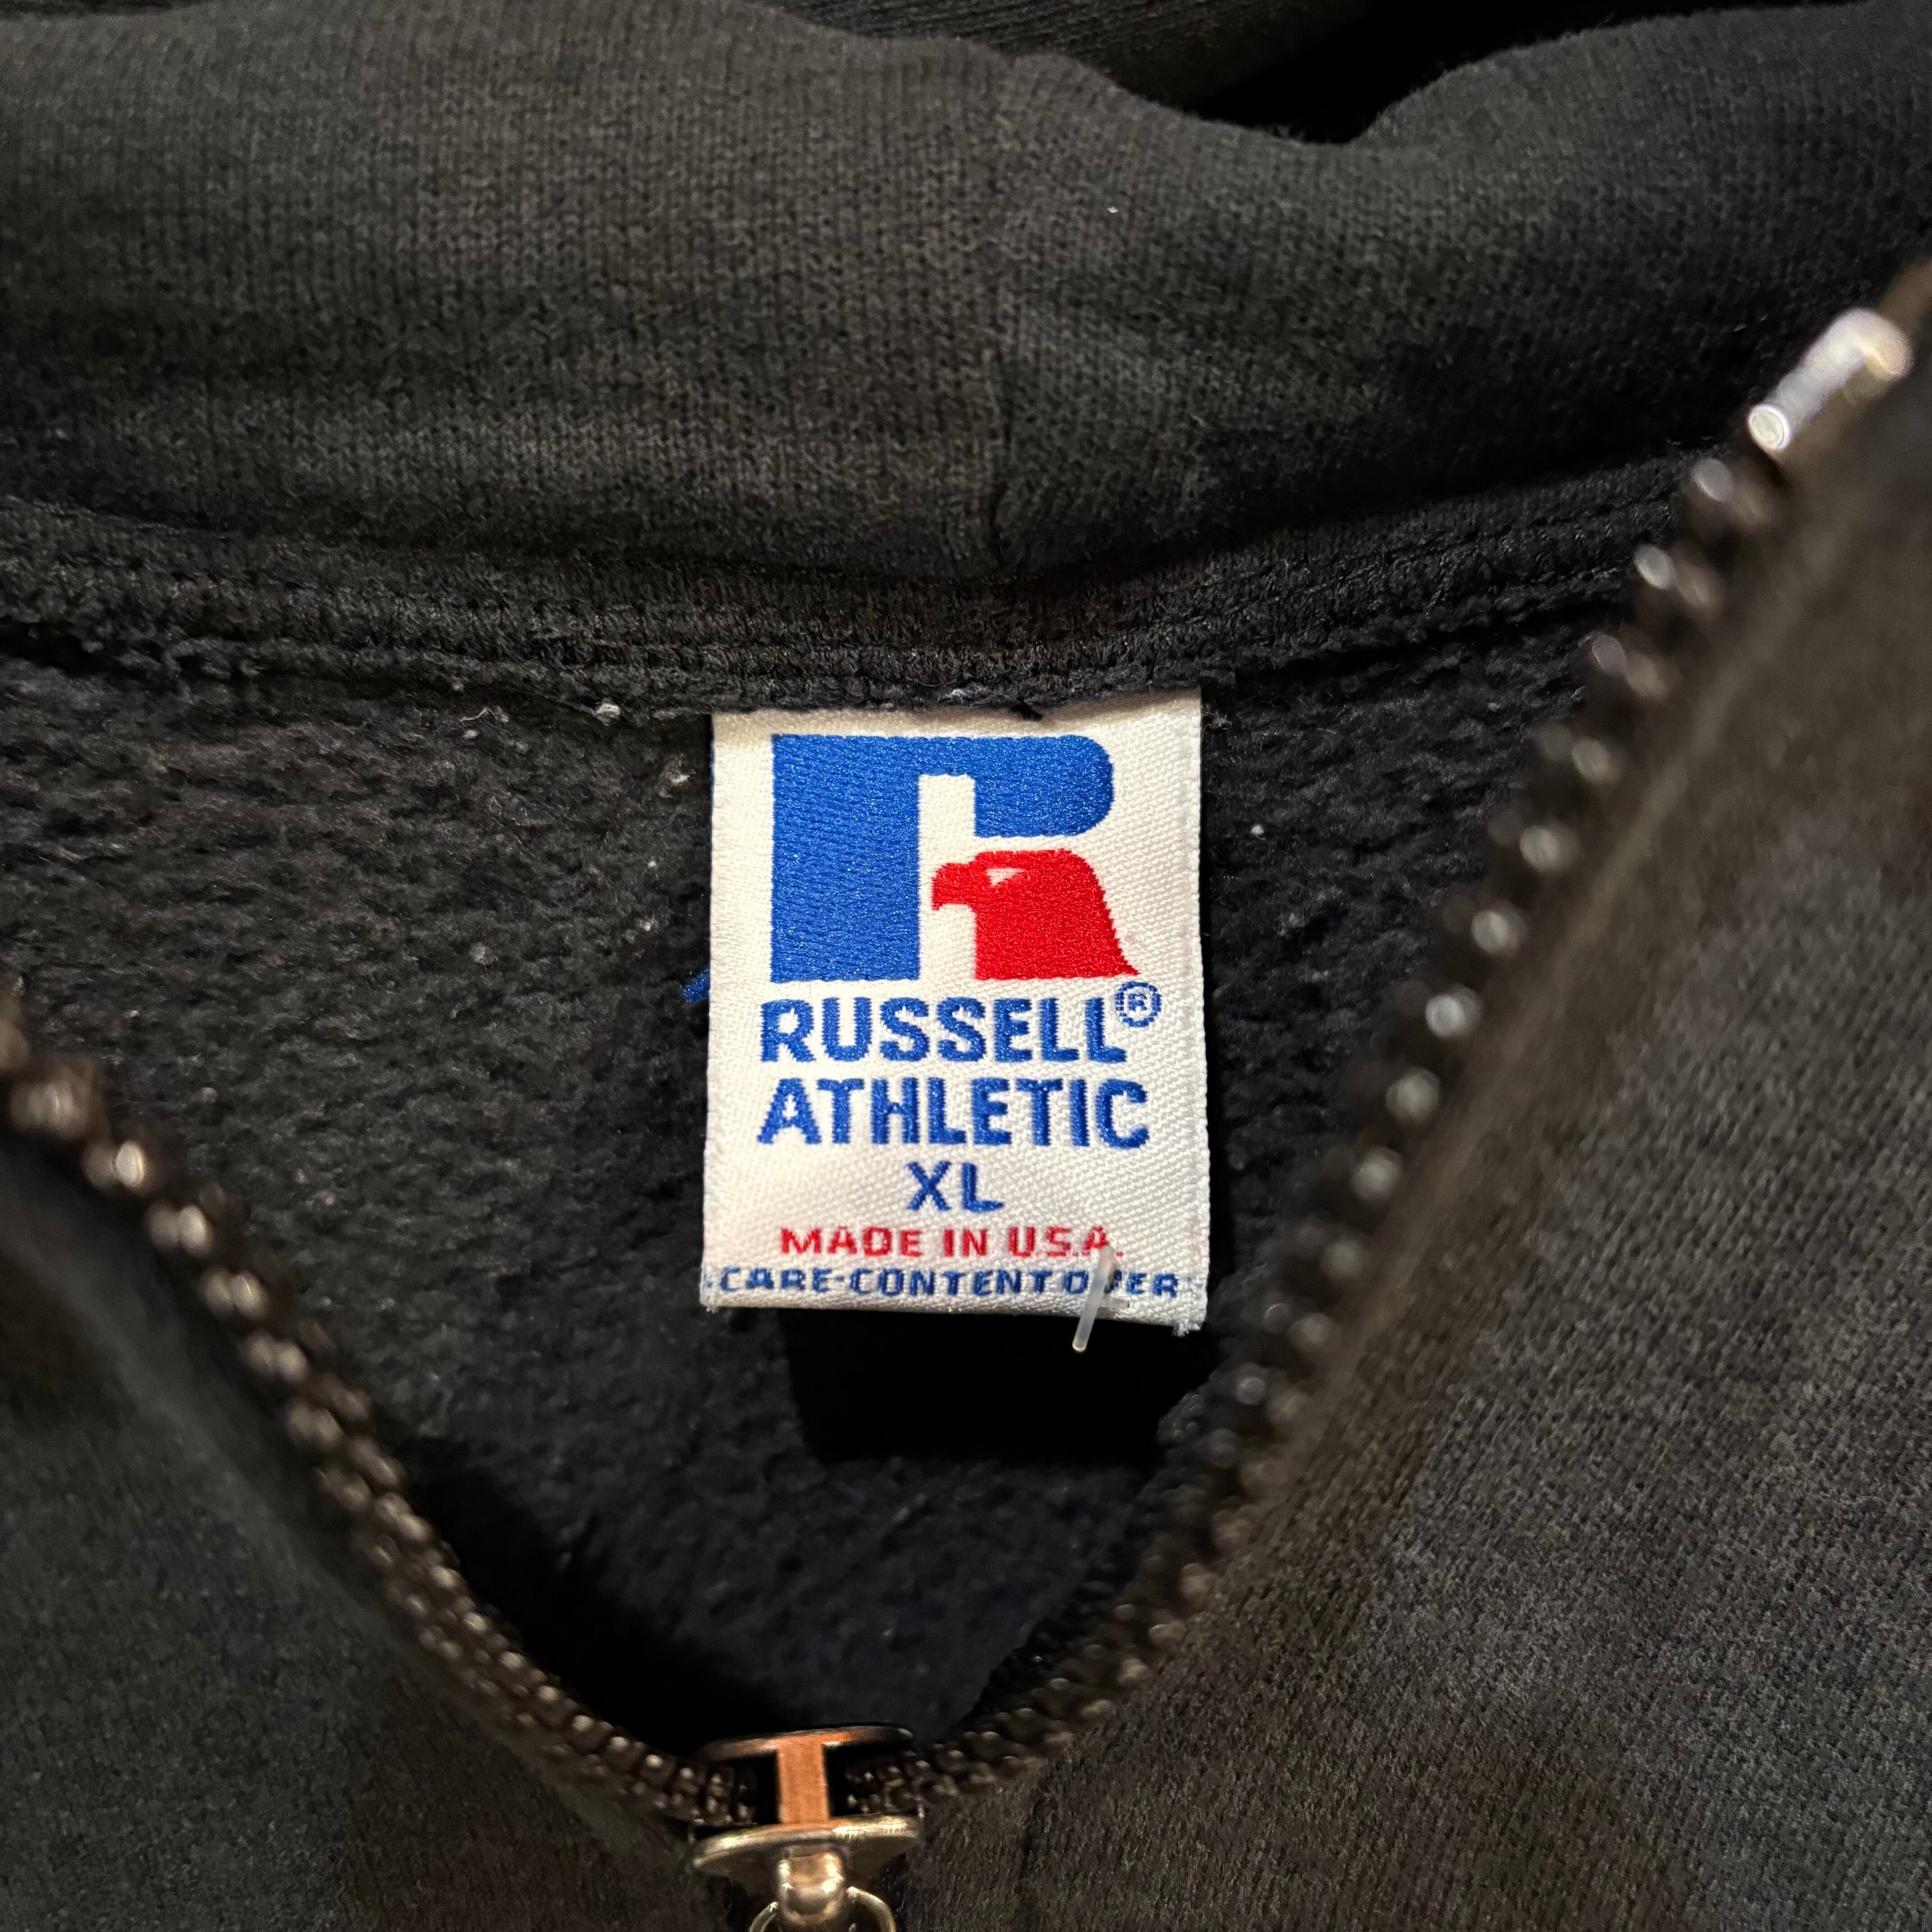 RUSSELL®
ATHLETIC
XL
MADE IN U.S.A.
CARE-CONTENT OVER